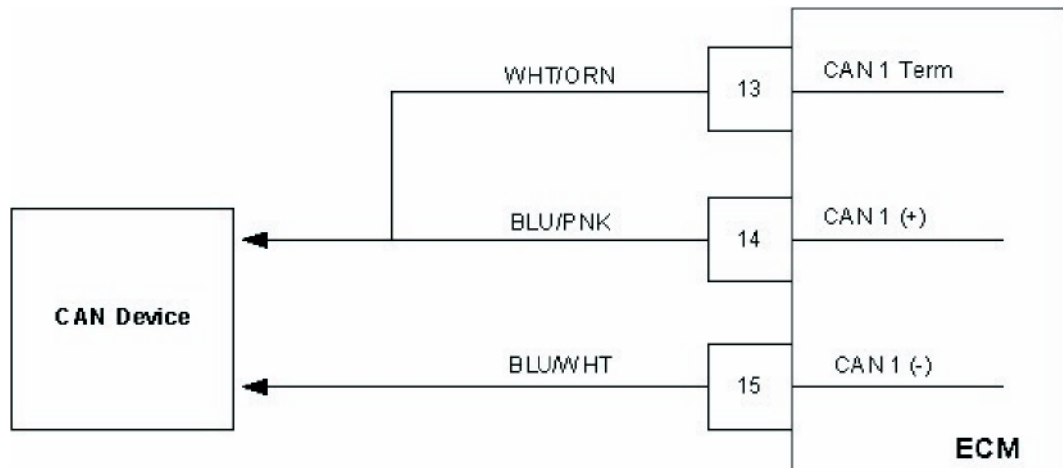 WHT/ORN
13
CAN 1 Term
BLU/PNK
14
CAN 1 (+)
CAN Device
BLU/WHT
15
CAN 1 (-)
ECM